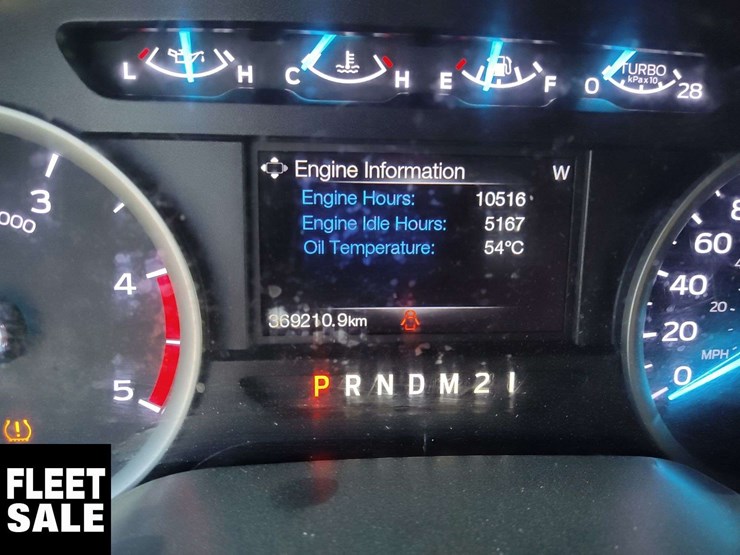 L H C H E F 0 TURBO 28
kPa x 10
Engine Information W
Engine Hours: 10516
Engine Idle Hours: 5167
Oil Temperature: 54°C
369210.9km
P R N D M 2 1
3
000
4
5
60
40
20
20
MPH
0
FLEET
SALE